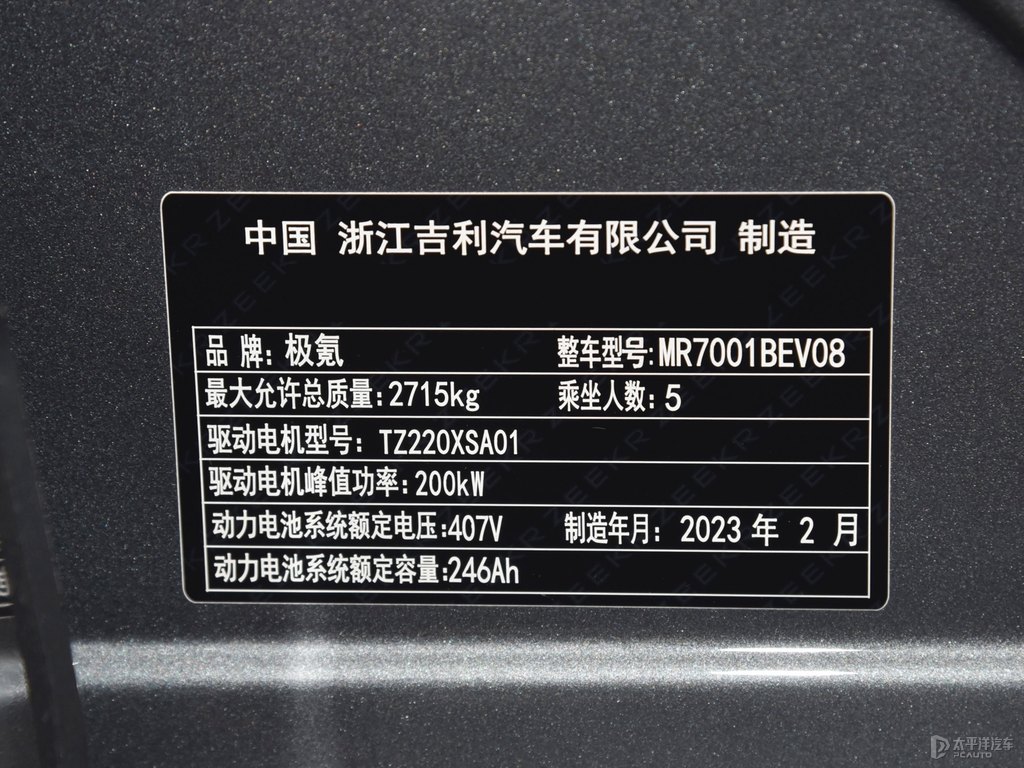 中国 浙江吉利汽车有限公司 制造
品 牌: 极氪 整车型号: MR7001BEV08
最大允许总质量: 2715kg 乘坐人数: 5
驱动电机型号: TZ220XSA01
驱动电机峰值功率: 200kW
动力电池系统额定电压: 407V 制造年月: 2023 年 2 月
动力电池系统额定容量: 246Ah
太平洋汽车
PCAUTO